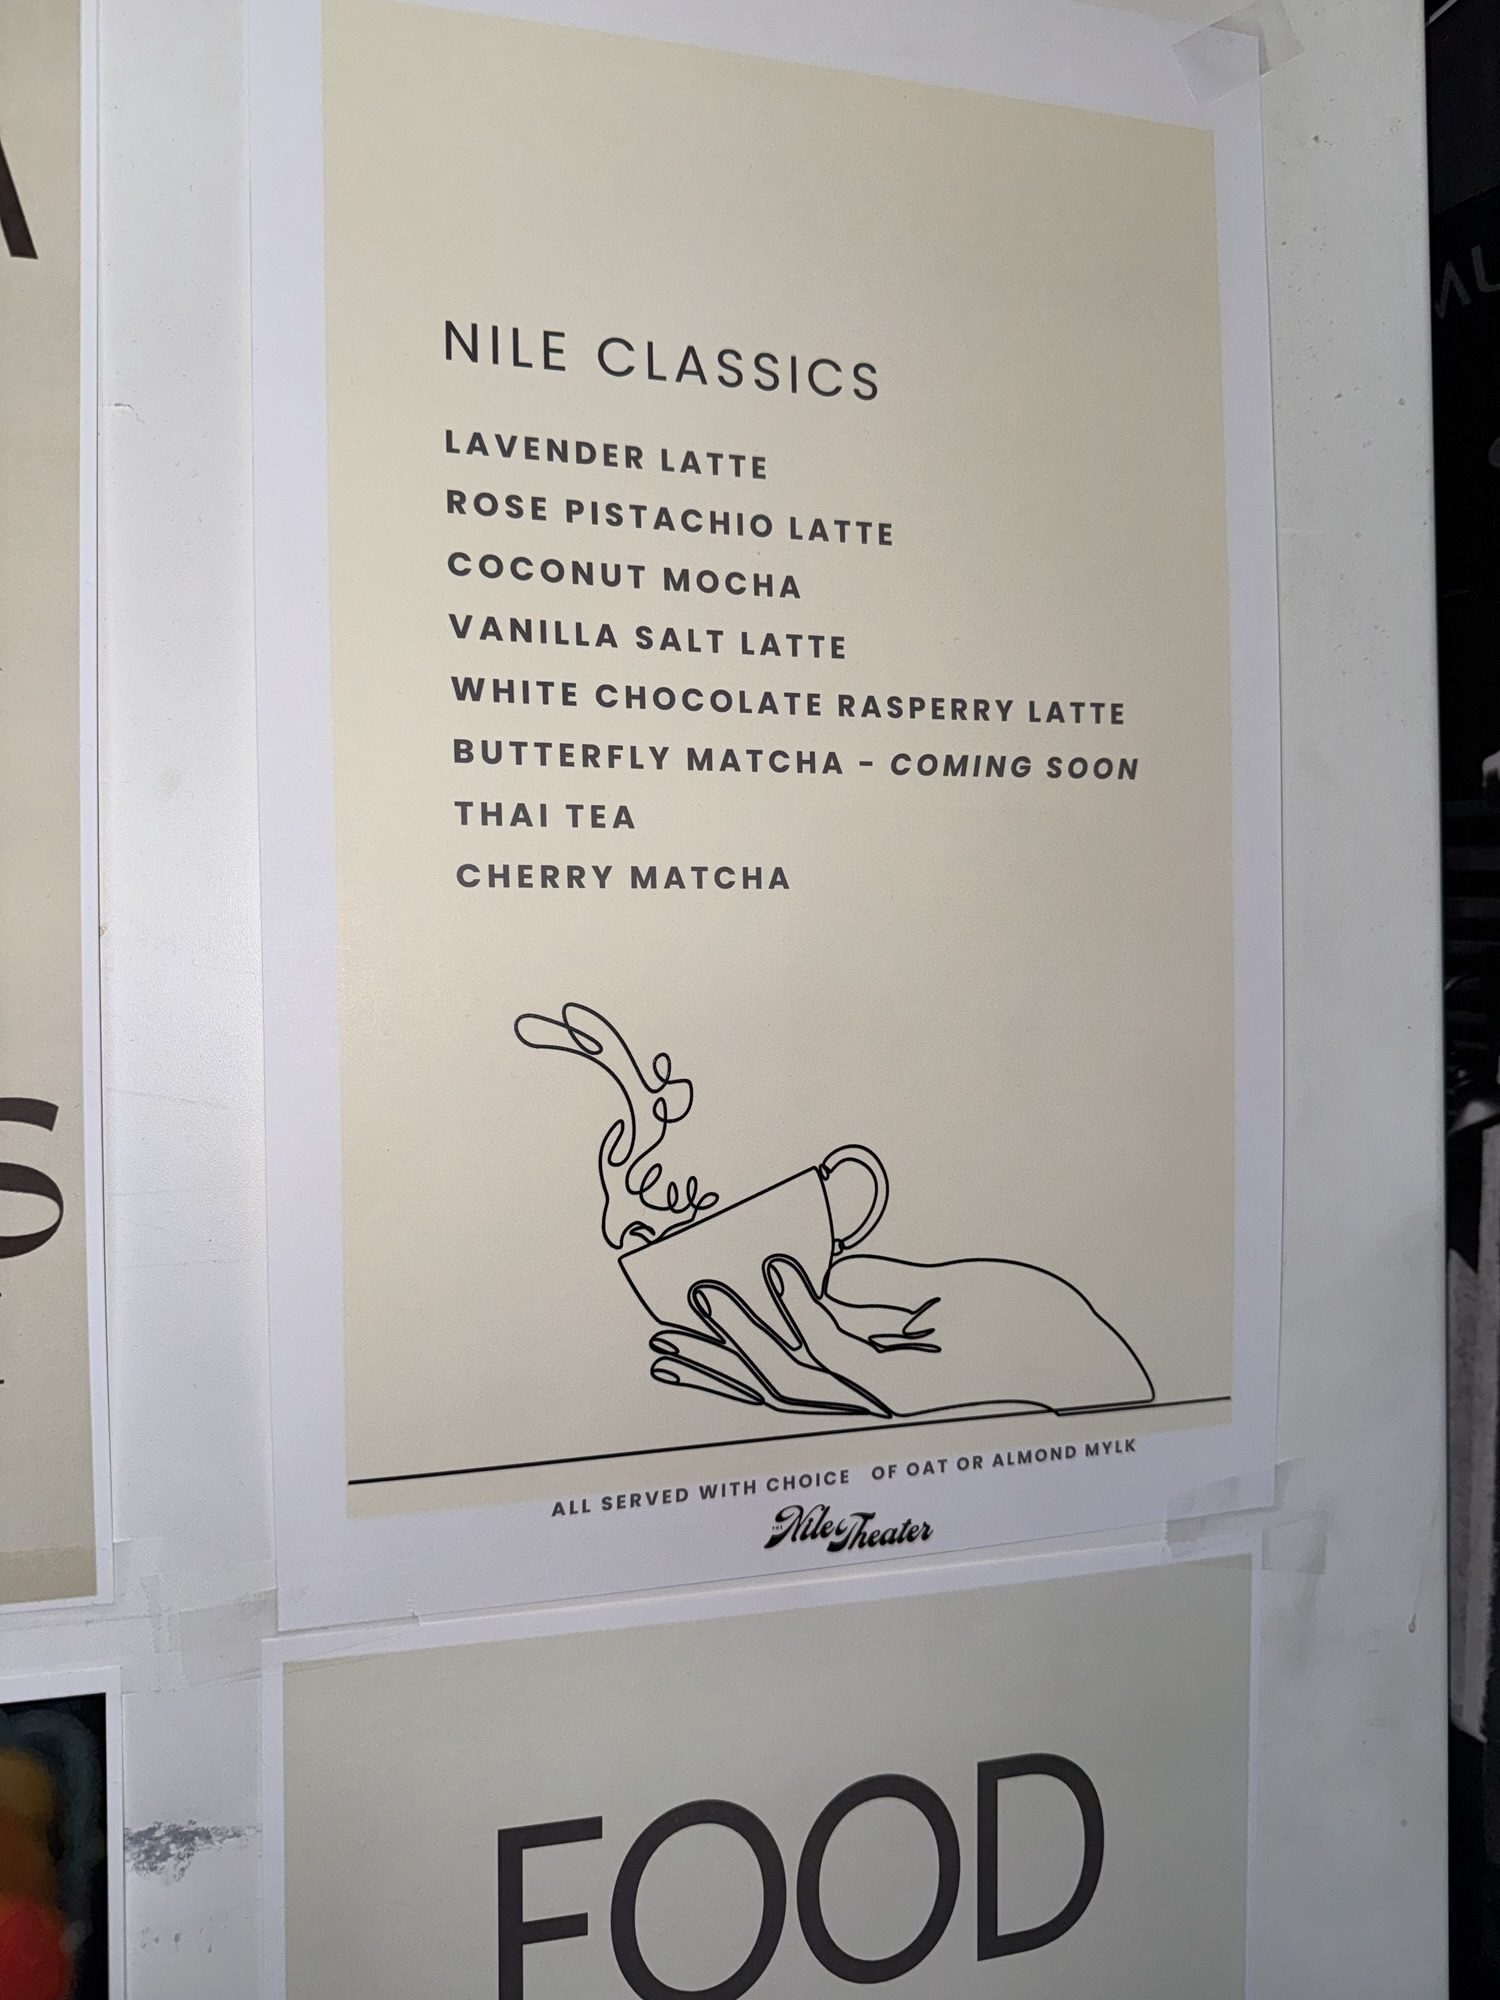 NILE CLASSICS
LAVENDER LATTE
ROSE PISTACHIO LATTE
COCONUT MOCHA
VANILLA SALT LATTE
WHITE CHOCOLATE RASPERRY LATTE
BUTTERFLY MATCHA - COMING SOON
THAI TEA
CHERRY MATCHA
ALL SERVED WITH CHOICE OF OAT OR ALMOND MYLK
THE Nile Theater
FOOD